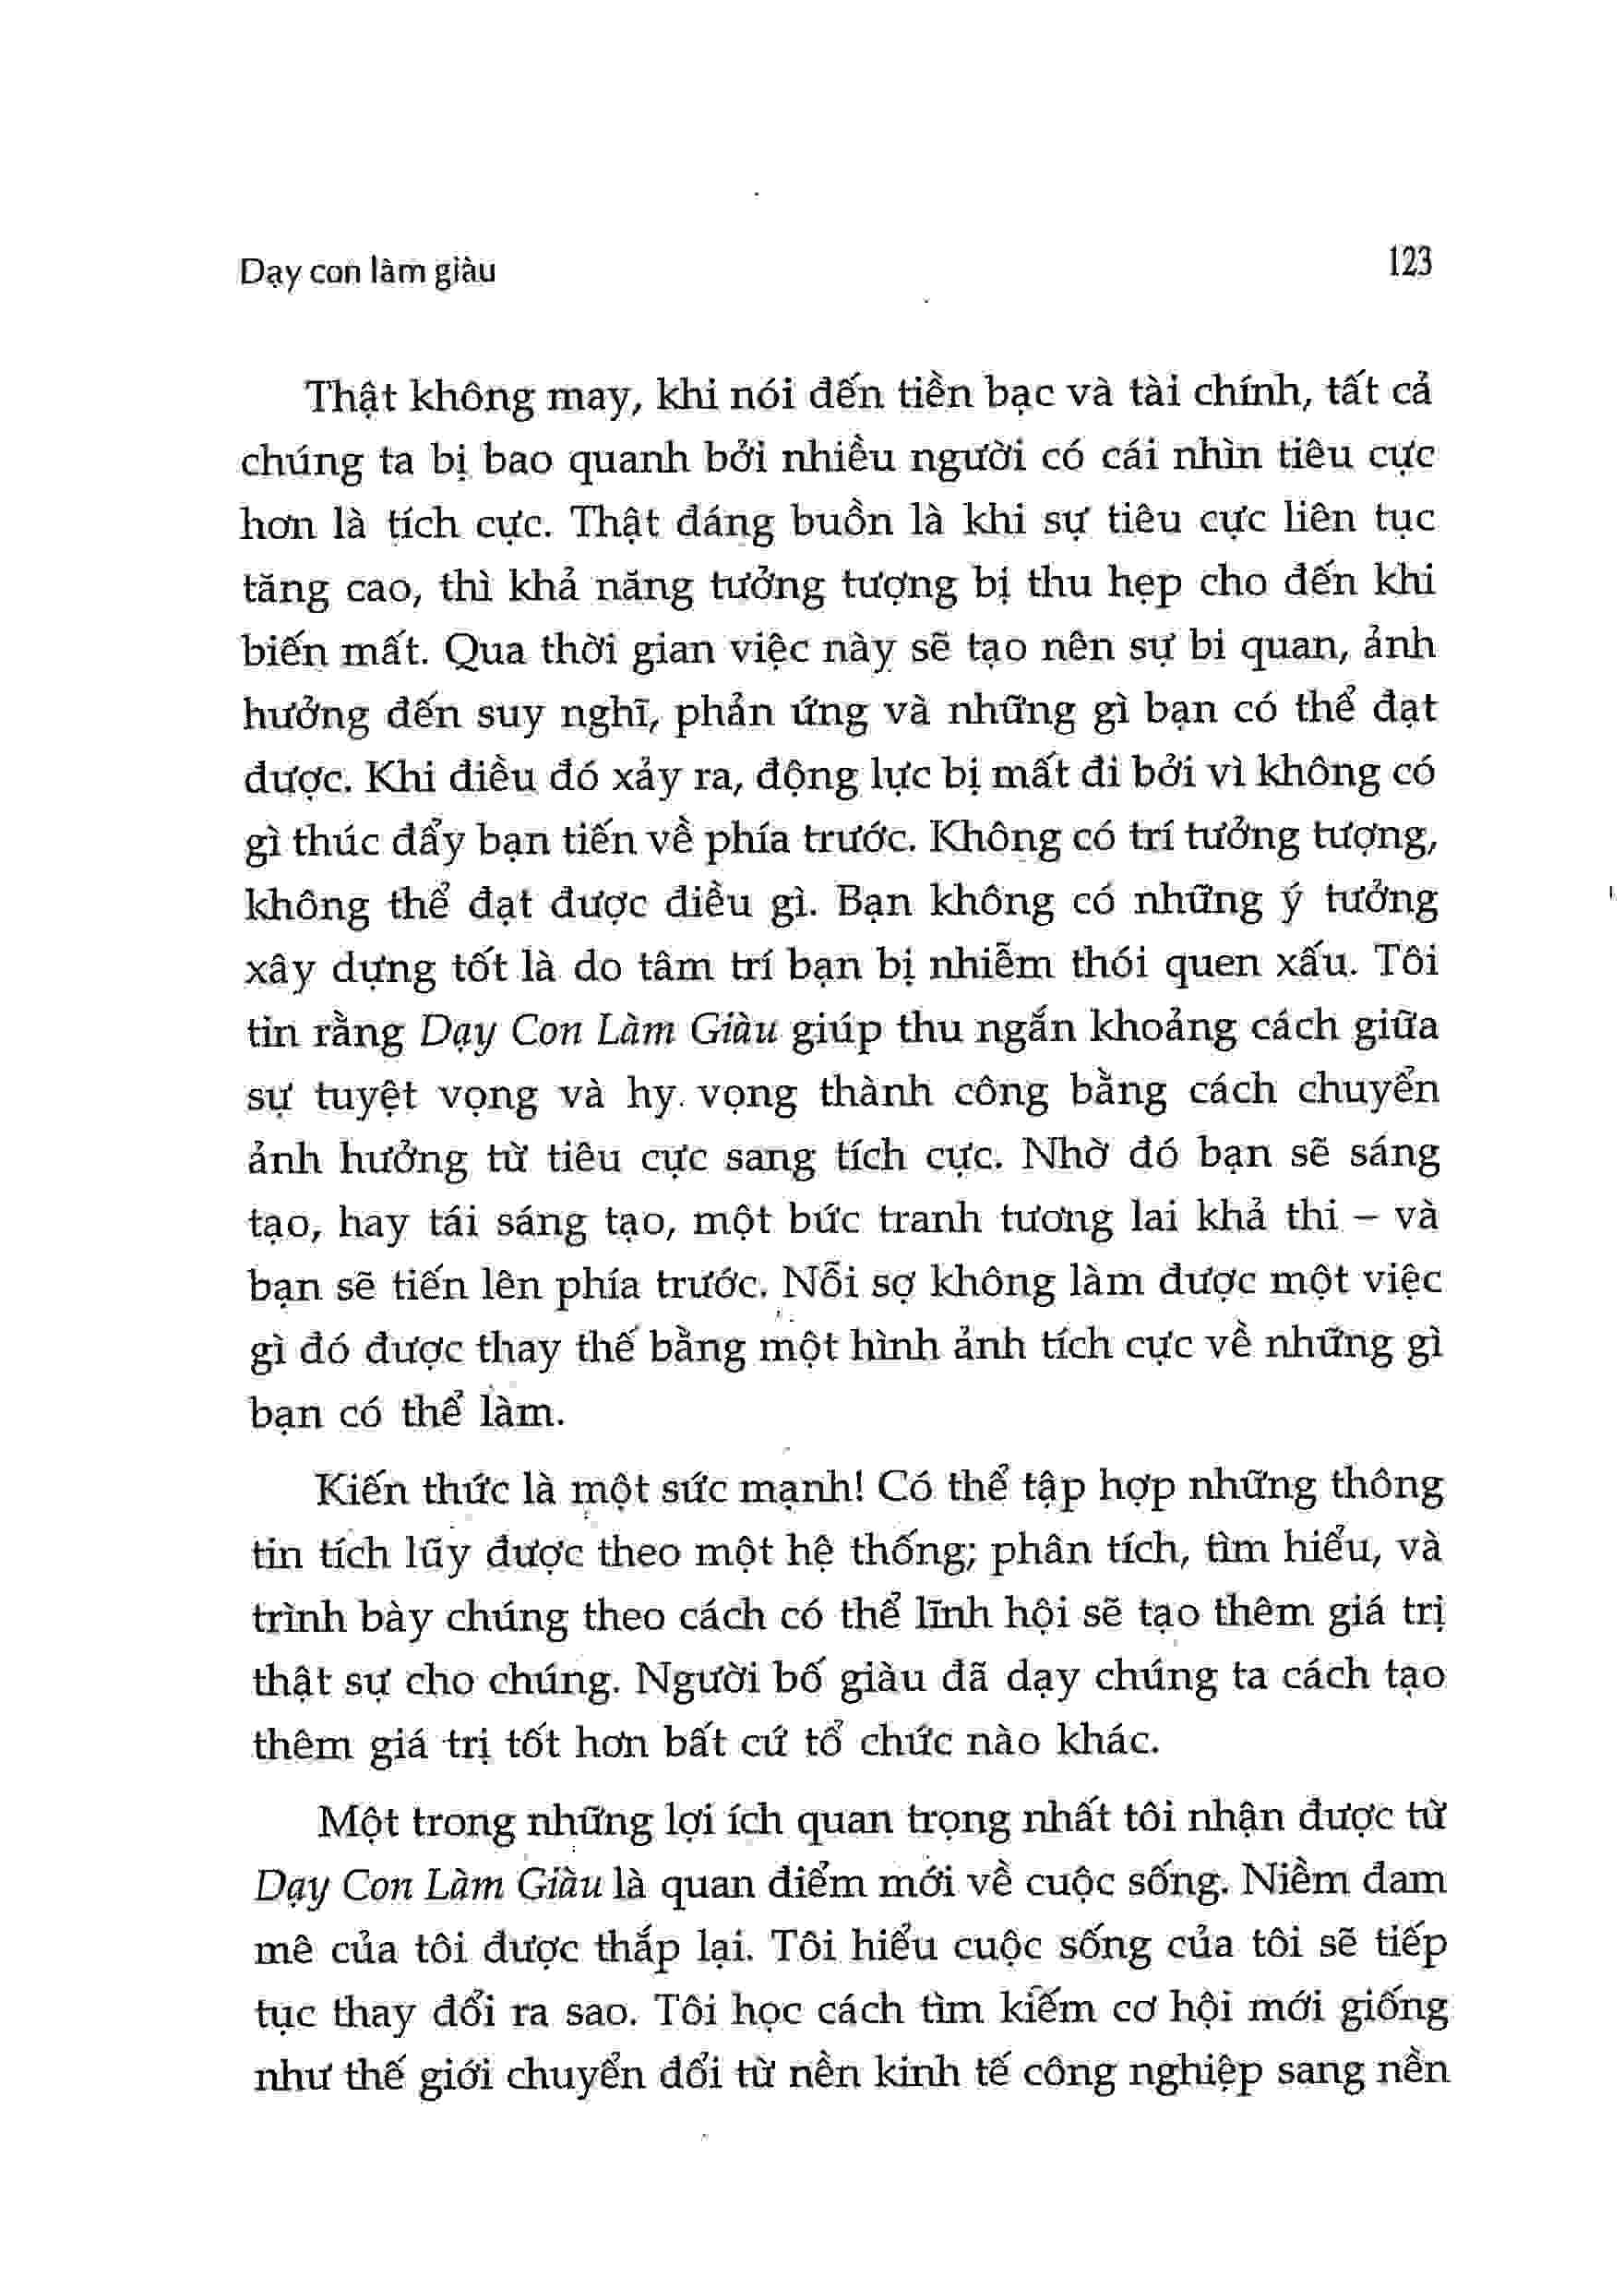 Dạy con làm giàu
123
Thật không may, khi nói đến tiền bạc và tài chính, tất cả
chúng ta bị bao quanh bởi nhiều người có cái nhìn tiêu cực
hơn là tích cực. Thật đáng buồn là khi sự tiêu cực liên tục
tăng cao, thì khả năng tưởng tượng bị thu hẹp cho đến khi
biến mất. Qua thời gian việc này sẽ tạo nên sự bi quan, ảnh
hưởng đến suy nghĩ, phản ứng và những gì bạn có thể đạt
được. Khi điều đó xảy ra, động lực bị mất đi bởi vì không có
gì thúc đẩy bạn tiến về phía trước. Không có trí tưởng tượng,
không thể đạt được điều gì. Bạn không có những ý tưởng
xây dựng tốt là do tâm trí bạn bị nhiễm thói quen xấu. Tôi
tin rằng Dạy Con Làm Giàu giúp thu ngắn khoảng cách giữa
sự tuyệt vọng và hy vọng thành công bằng cách chuyển
ảnh hưởng từ tiêu cực sang tích cực. Nhờ đó bạn sẽ sáng
tạo, hay tái sáng tạo, một bức tranh tương lai khả thi – và
bạn sẽ tiến lên phía trước. Nỗi sợ không làm được một việc
gì đó được thay thế bằng một hình ảnh tích cực về những gì
bạn có thể làm.
Kiến thức là một sức mạnh! Có thể tập hợp những thông
tin tích lũy được theo một hệ thống; phân tích, tìm hiểu, và
trình bày chúng theo cách có thể lĩnh hội sẽ tạo thêm giá trị
thật sự cho chúng. Người bố giàu đã dạy chúng ta cách tạo
thêm giá trị tốt hơn bất cứ tổ chức nào khác.
Một trong những lợi ích quan trọng nhất tôi nhận được từ
Dạy Con Làm Giàu là quan điểm mới về cuộc sống. Niềm đam
mê của tôi được thắp lại. Tôi hiểu cuộc sống của tôi sẽ tiếp
tục thay đổi ra sao. Tôi học cách tìm kiếm cơ hội mới giống
như thế giới chuyển đổi từ nền kinh tế công nghiệp sang nền